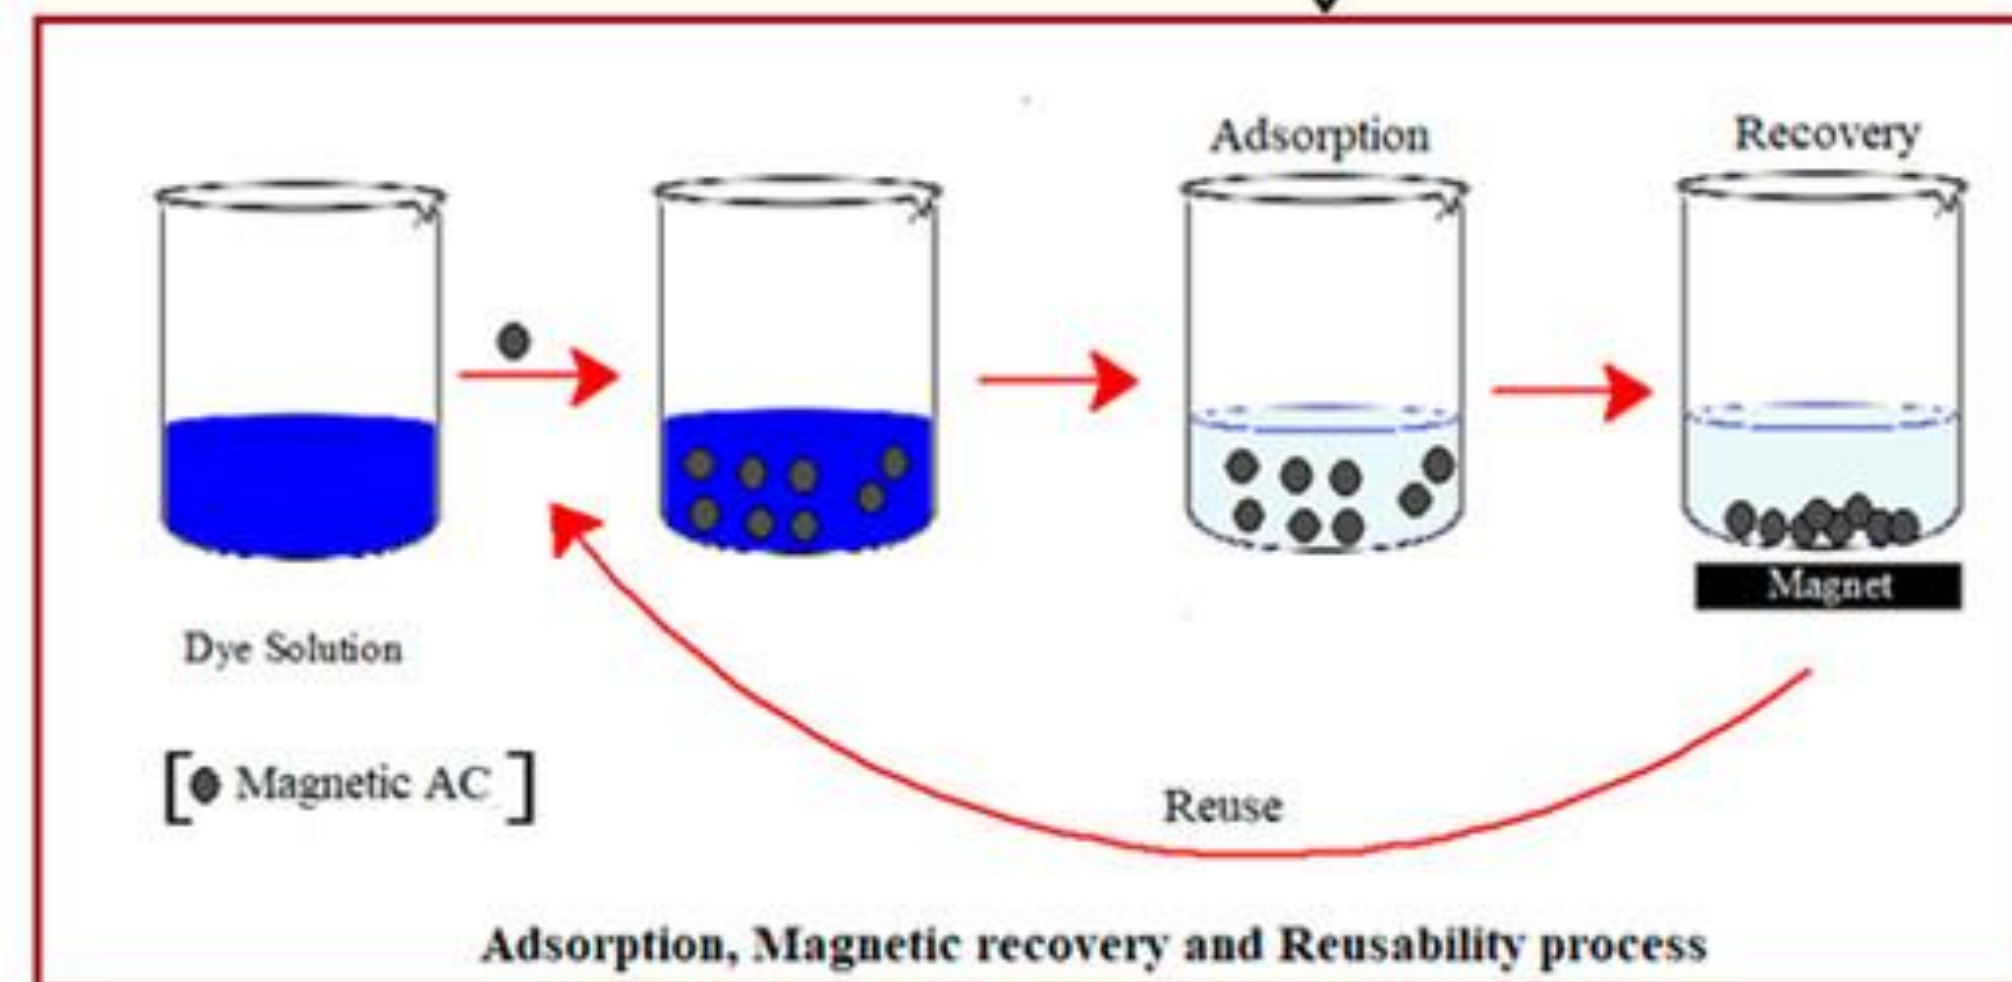 Adsorption
Recovery
Magnet
Dye Solution
[ Magnetic AC ]
Reuse
Adsorption, Magnetic recovery and Reusability process